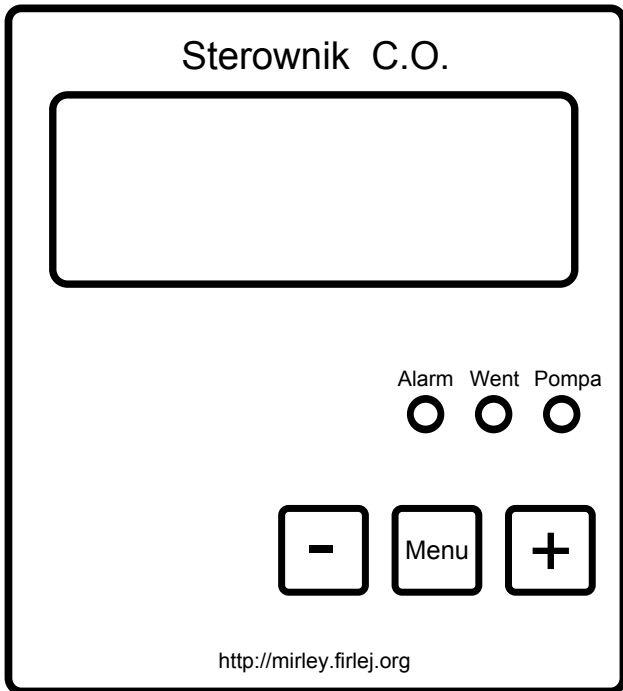 Sterownik C.O.
Alarm Went Pompa
- Menu +
http://mirley.firlej.org